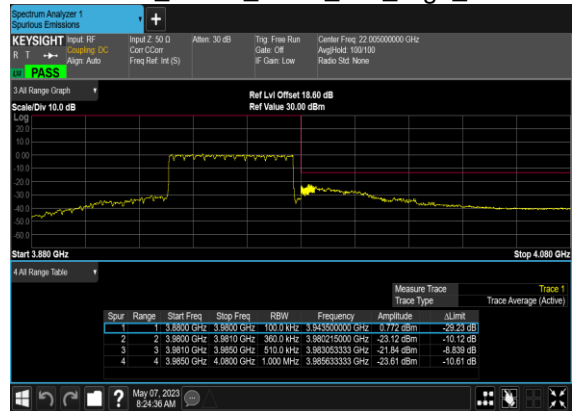 Spectrum Analyzer 1
Spurious Emissions
+
KEYSIGHT Input: RF Input Z: 50 Ω Atten: 30 dB Trig: Free Run Center Freq: 22.005000000 GHz
R T Coupling: DC Corr CCorr Gate: Off Avg|Hold: 100/100
Align: Auto Freq Ref: Int (S) IF Gain: Low Radio Std: None
PASS
3 All Range Graph
Ref Lvl Offset 18.60 dB
Scale/Div 10.0 dB Ref Value 30.00 dBm
Log
20.0
10.0
0.00
-10.0
-20.0
-30.0
-40.0
-50.0
-60.0
Start 3.880 GHz Stop 4.080 GHz
4 All Range Table
Measure Trace Trace 1
Trace Type Trace Average (Active)
Spur Range Start Freq Stop Freq RBW Frequency Amplitude ΔLimit
1 1 3.8800 GHz 3.9800 GHz 100.0 kHz 3.943500000 GHz 0.772 dBm -29.23 dB
2 2 3.9800 GHz 3.9810 GHz 360.0 kHz 3.980215000 GHz -23.12 dBm -10.12 dB
3 3 3.9810 GHz 3.9850 GHz 510.0 kHz 3.983053333 GHz -21.84 dBm -8.839 dB
4 4 3.9850 GHz 4.0800 GHz 1.000 MHz 3.985633333 GHz -23.61 dBm -10.61 dB
? May 07, 2023
8:24:36 AM